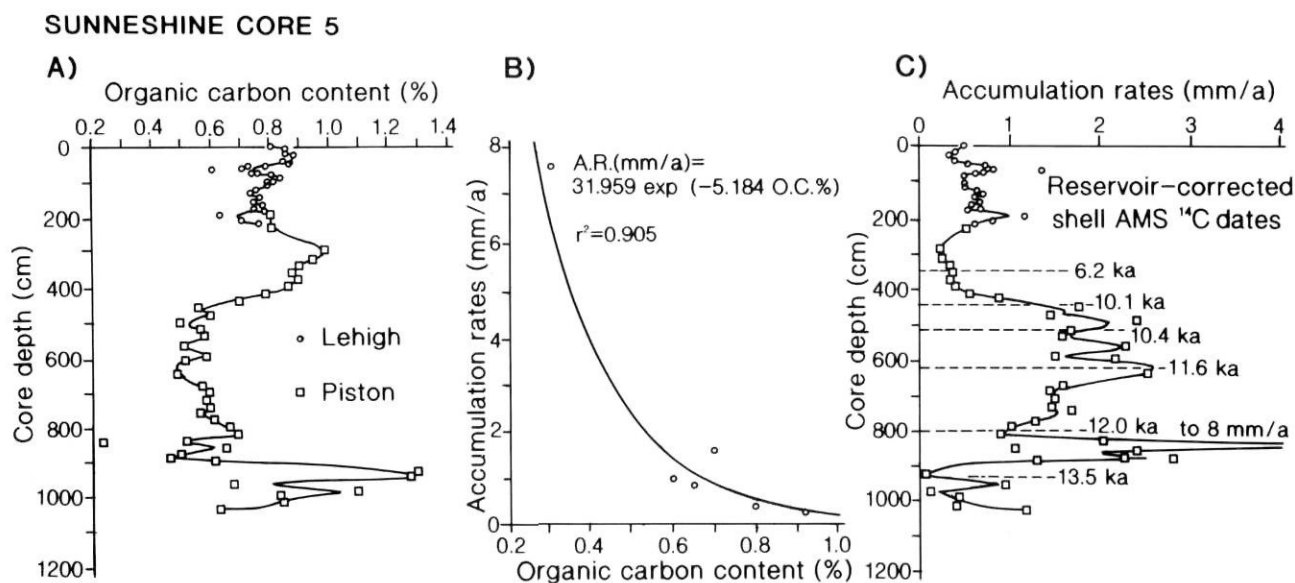 SUNNESHINE CORE 5
A)
Organic carbon content (%)
0.2 0.6 0.8 1.0 1.2 1.4
0
200
400
600
800
1000
1200
Core depth (cm)
Lehigh
Piston
B)
A.R.(mm/a)=
31.959 exp (-5.184 O.C.%)
r²=0.905
8
6
4
2
0
Accumulation rates (mm/a)
0.2 0.4 0.6 0.8 1.0
Organic carbon content (%)
C)
Accumulation rates (mm/a)
0 1 2 3 4
Reservoir-corrected
shell AMS ¹⁴C dates
0
200
400
600
800
1000
1200
Core depth (cm)
6.2 ka
10.1 ka
10.4 ka
11.6 ka
12.0 ka
to 8 mm/a
13.5 ka